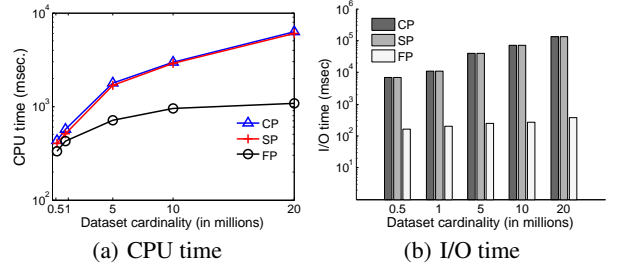 10^4
10^3
10^2
CPU time (msec.)
CP
SP
FP
0.5 1 5 10 20
Dataset cardinality (in millions)
(a) CPU time
10^6
10^5
10^4
10^3
10^2
10^1
I/O time (msec)
CP
SP
FP
0.5 1 5 10 20
Dataset cardinality (in millions)
(b) I/O time